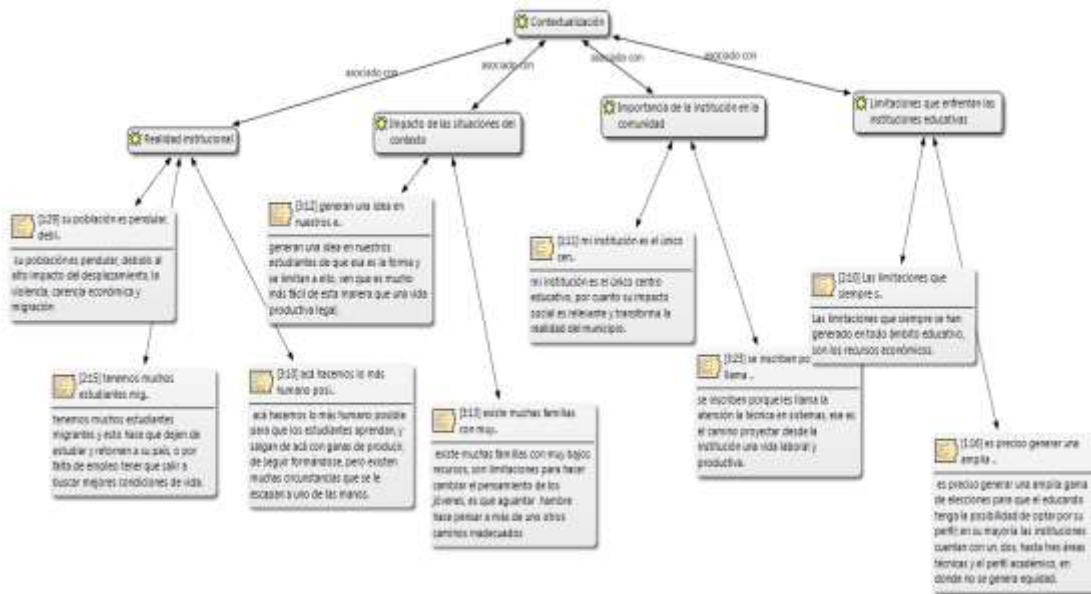 Contextualización
asociado con
asociado con
asociado con
asociado con
Realidad institucional
Impacto de las situaciones del
contexto
Importancia de la institución en la
comunidad
Limitaciones que enfrentan las
instituciones educativas
[1:29] su población es pendular,
debi..
su población es pendular, debido al
alto impacto del desplazamiento, la
violencia, carencia económica y
migración
[3:12] generan una idea en
nuestros e..
generan una idea en nuestros
estudiantes de que esa es la forma y
se limitan a ello, ven que es mucho
más fácil de esta manera que una vida
productiva legal.
[1:11] mi institución es el único
cen..
mi institución es el único centro
educativo, por cuanto su impacto
social es relevante y transforma la
realidad del municipio.
[2:10] Las limitaciones que
siempre s..
Las limitaciones que siempre se han
generado en todo ámbito educativo,
son los recursos económicos.
[2:15] tenemos muchos
estudiantes mig..
tenemos muchos estudiantes
migrantes y esto hace que dejen de
estudiar y retornen a su país, o por
falta de empleo tener que salir a
buscar mejores condiciones de vida.
[3:10] acá hacemos lo más
humano posi..
acá hacemos lo más humano posible
para que los estudiantes aprendan, y
salgan de acá con ganas de producir,
de seguir formándose, pero existen
muchas circunstancias que se le
escapan a uno de las manos.
[3:13] existe muchas familias
con muy..
existe muchas familias con muy bajos
recursos, son limitaciones para hacer
cambiar el pensamiento de los
jóvenes, es que aguantar hambre
hace pensar a más de uno otros
caminos inadecuados
[3:23] se inscriben po
llama ..
se inscriben porque les llama la
atención la técnica en sistemas, ese es
el camino proyectar desde la
institución una vida laboral y
productiva.
[1:16] es preciso generar una
amplia ..
es preciso generar una amplia gama
de elecciones para que el educando
tenga la posibilidad de optar por su
perfil; en su mayoría las instituciones
cuentan con un, dos, hasta tres áreas
técnicas y el perfil académico, en
donde no se genera equidad.